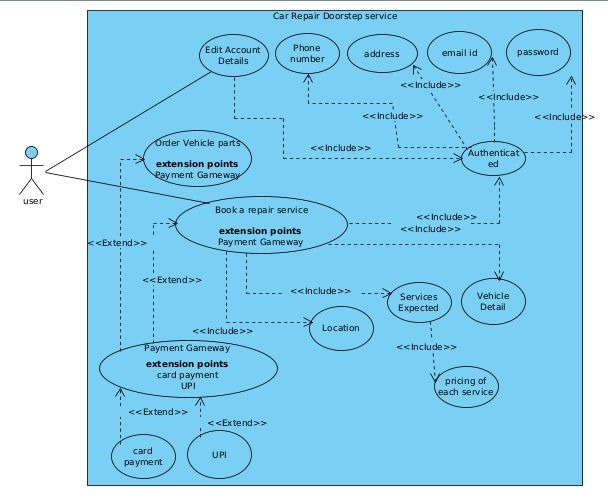 Car Repair Doorstep service
Edit Account
Details
Phone
number
address
email id
password
<<Include>>
<<Include>>
<<Include>>
<<Include>>
<<Include>>
Order Vehicle parts
extension points
Payment Gameway
Authenticat
ed
user
Book a repair service
extension points
Payment Gameway
<<Include>>
<<Include>>
<<Extend>>
<<Extend>>
<<Include>>
Services
Expected
Vehicle
Detail
<<Include>>
Location
<<Include>>
Payment Gameway
extension points
card payment
UPI
pricing of
each service
<<Extend>>
<<Extend>>
card
payment
UPI